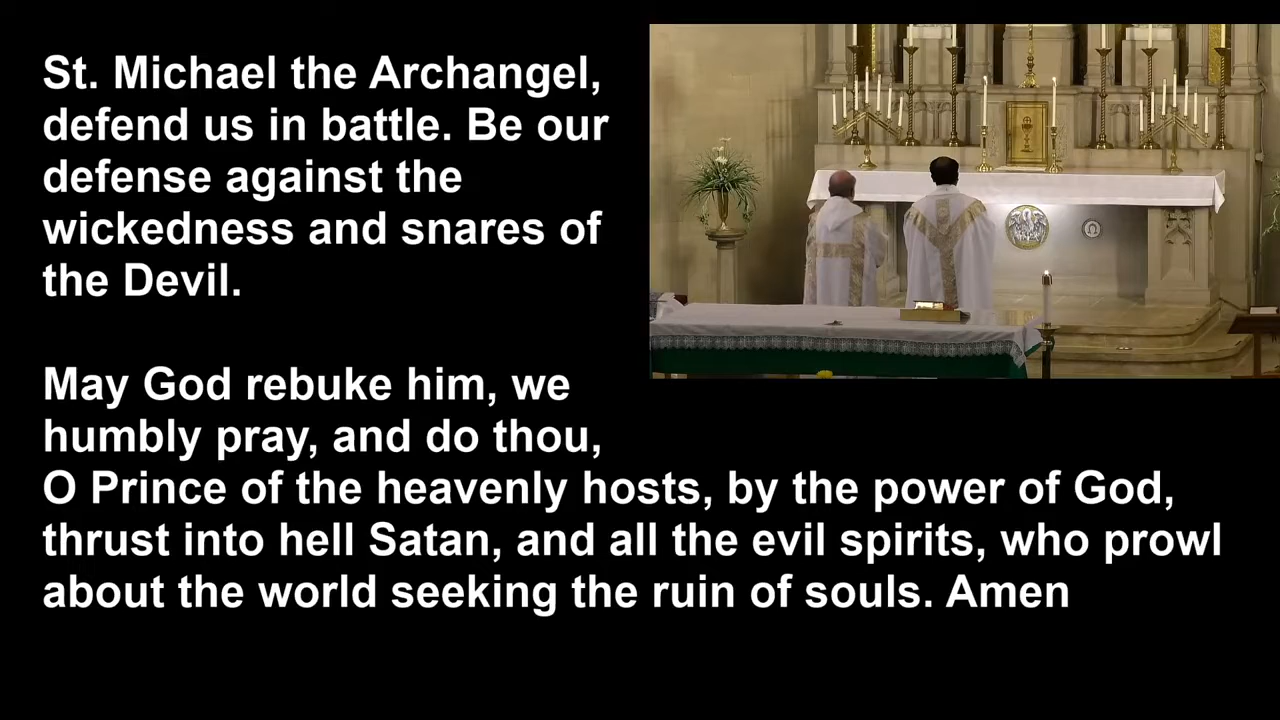 St. Michael the Archangel,
defend us in battle. Be our
defense against the
wickedness and snares of
the Devil.
May God rebuke him, we
humbly pray, and do thou,
O Prince of the heavenly hosts, by the power of God,
thrust into hell Satan, and all the evil spirits, who prowl
about the world seeking the ruin of souls. Amen